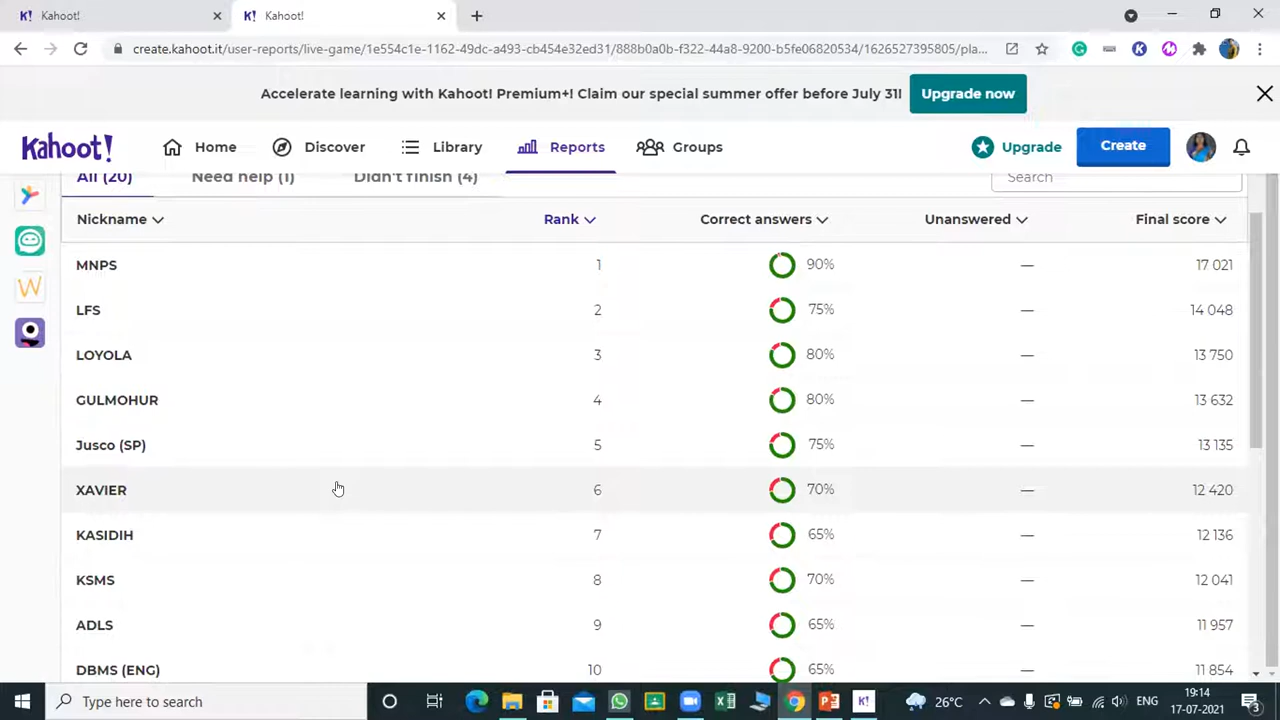 Kahoot!
Kahoot!
create.kahoot.it/user-reports/live-game/1e554c1e-1162-49dc-a493-cb454e32ed31/888b0a0b-f322-44a8-9200-b5fe06820534/1626527395805/pla...
Accelerate learning with Kahoot! Premium+! Claim our special summer offer before July 31! Upgrade now
Kahoot! Home Discover Library Reports Groups Upgrade Create
All (20) Need help (1) Didn't finish (4) Search
Nickname Rank Correct answers Unanswered Final score
MNPS 1 90% — 17 021
LFS 2 75% — 14 048
LOYOLA 3 80% — 13 750
GULMOHUR 4 80% — 13 632
Jusco (SP) 5 75% — 13 135
XAVIER 6 70% — 12 420
KASIDIH 7 65% — 12 136
KSMS 8 70% — 12 041
ADLS 9 65% — 11 957
DBMS (ENG) 10 65% — 11 854
Type here to search 26°C ENG 19:14
17-07-2021 3